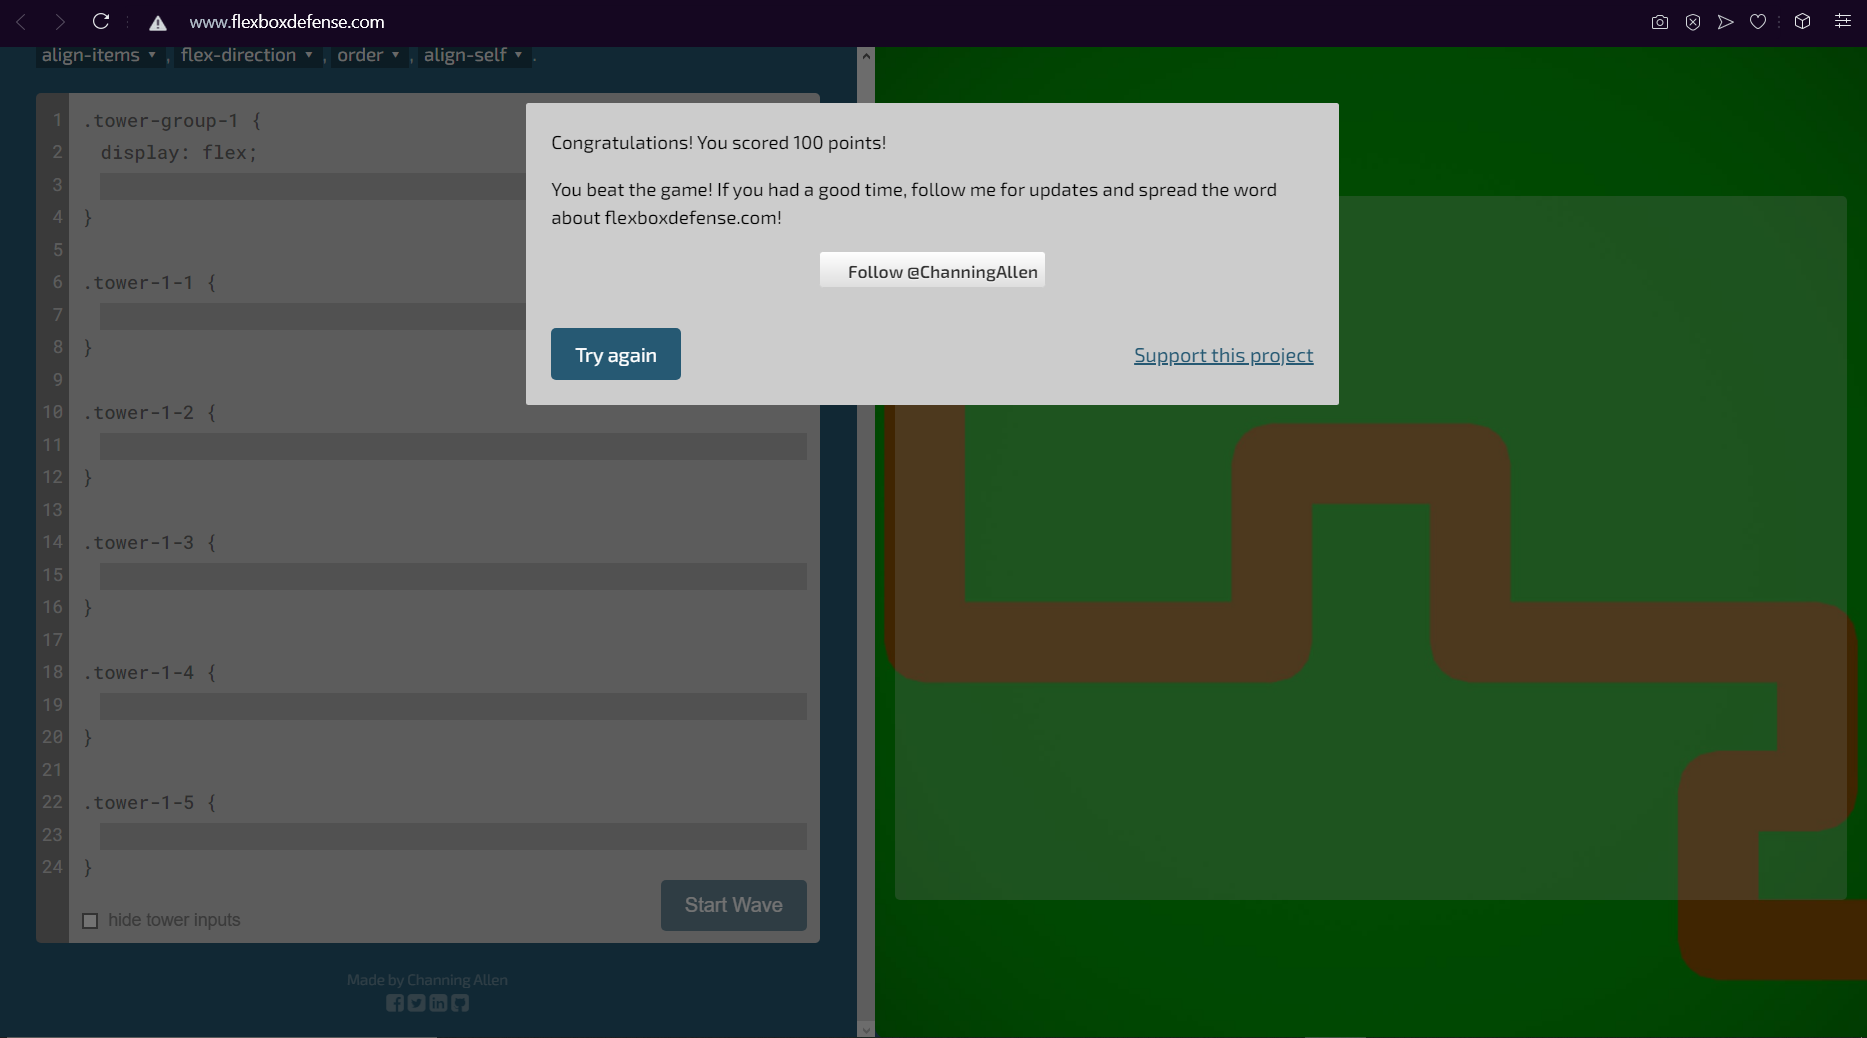 www.flexboxdefense.com
align-items ▾, flex-direction ▾, order ▾, align-self ▾.
1 .tower-group-1 {
2 display: flex;
3
4 }
5
6 .tower-1-1 {
7
8 }
9
10 .tower-1-2 {
11
12 }
13
14 .tower-1-3 {
15
16 }
17
18 .tower-1-4 {
19
20 }
21
22 .tower-1-5 {
23
24 }
hide tower inputs
Start Wave
Made by Channing Allen
Congratulations! You scored 100 points!
You beat the game! If you had a good time, follow me for updates and spread the word
about flexboxdefense.com!
Follow @ChanningAllen
Try again
Support this project